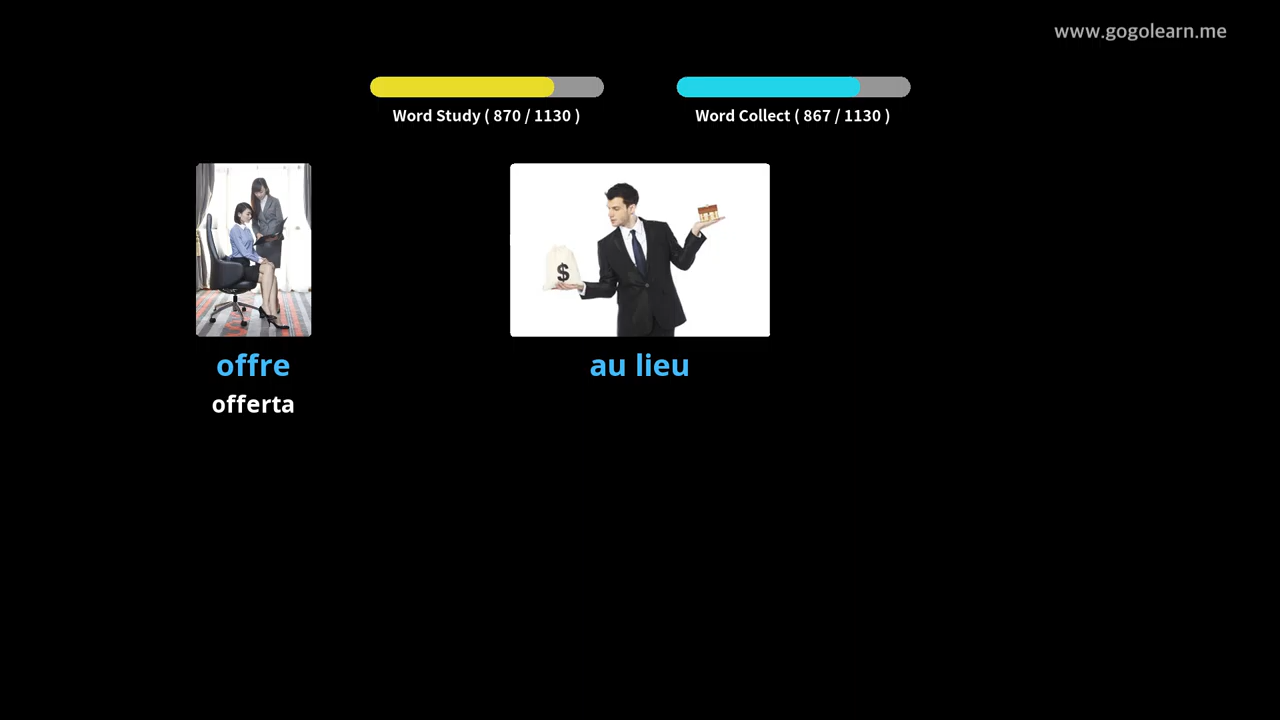 www.gogolearn.me
Word Study ( 870 / 1130 )
Word Collect ( 867 / 1130 )
$
offre
au lieu
offerta